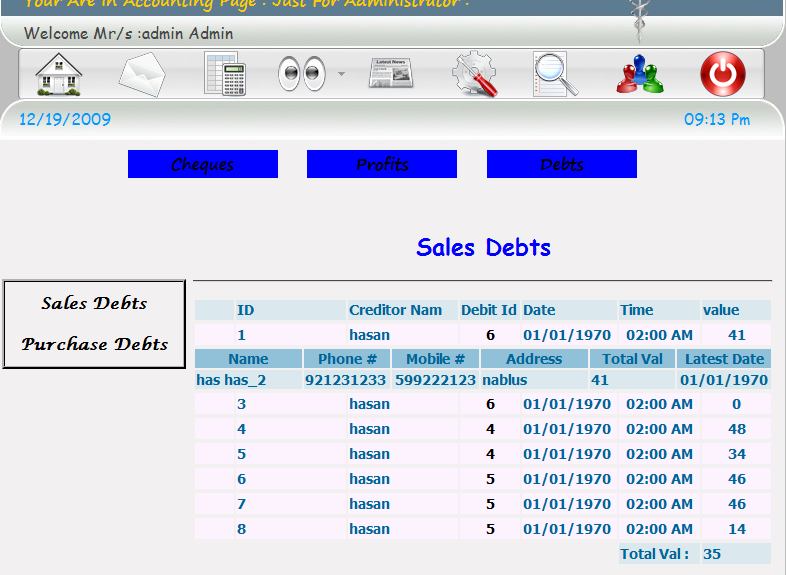 Your Are In Accounting Page . Just For Administrator .
Welcome Mr/s :admin Admin
Latest News
12/19/2009 09:13 Pm
Cheques Profits Debts
Sales Debts
Sales Debts
Purchase Debts
ID Creditor Nam Debit Id Date Time value
1 hasan 6 01/01/1970 02:00 AM 41
Name Phone # Mobile # Address Total Val Latest Date
has has_2 921231233 599222123 nablus 41 01/01/1970
3 hasan 6 01/01/1970 02:00 AM 0
4 hasan 4 01/01/1970 02:00 AM 48
5 hasan 4 01/01/1970 02:00 AM 34
6 hasan 5 01/01/1970 02:00 AM 46
7 hasan 5 01/01/1970 02:00 AM 46
8 hasan 5 01/01/1970 02:00 AM 14
Total Val : 35